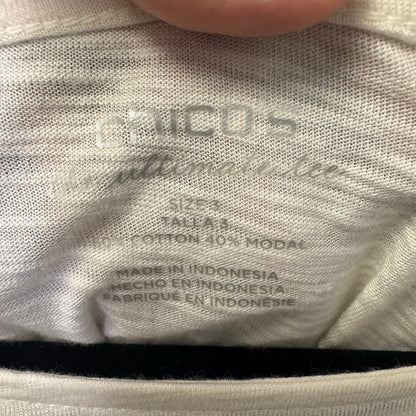 CHICO'S
the ultimate tee
SIZE 3
TALLA 3
60% COTTON 40% MODAL
MADE IN INDONESIA
HECHO EN INDONESIA
FABRIQUÉ EN INDONÉSIE